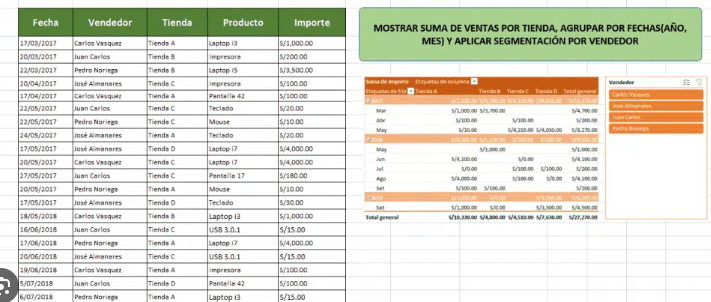 Fecha Vendedor Tienda Producto Importe
17/03/2017 Carlos Vasquez Tienda A Laptop i3 S/1,000.00
20/03/2017 Juan Carlos Tienda B Impresora S/200.00
22/03/2017 Pedro Noriega Tienda B Laptop i5 S/3,500.00
20/04/2017 José Almanares Tienda C Impresora S/100.00
17/04/2017 Carlos Vasquez Tienda A Pantalla 42 S/100.00
22/05/2017 Juan Carlos Tienda C Teclado S/20.00
22/05/2017 Pedro Noriega Tienda C Mouse S/10.00
24/05/2017 José Almanares Tienda A Teclado S/20.00
17/05/2017 José Almanares Tienda D Laptop i7 S/4,000.00
20/05/2017 Carlos Vasquez Tienda C Laptop i7 S/4,000.00
27/05/2017 Juan Carlos Tienda C Pantalla 17 S/180.00
20/05/2017 Pedro Noriega Tienda A Mouse S/10.00
17/05/2017 José Almanares Tienda D Teclado S/30.00
18/05/2018 Carlos Vasquez Tienda B Laptop i3 S/1,000.00
16/06/2018 Juan Carlos Tienda C USB 3.0.1 S/15.00
17/06/2018 Pedro Noriega Tienda A Laptop i7 S/4,000.00
20/06/2018 José Almanares Tienda C USB 3.0.1 S/15.00
19/06/2018 Carlos Vasquez Tienda A Impresora S/100.00
5/07/2018 Juan Carlos Tienda D Pantalla 42 S/100.00
6/07/2018 Pedro Noriega Tienda A Laptop i3 S/15.00
MOSTRAR SUMA DE VENTAS POR TIENDA, AGRUPAR POR FECHAS(AÑO,
MES) Y APLICAR SEGMENTACIÓN POR VENDEDOR
Suma de Importe Etiquetas de columna
Etiquetas de fila Tienda A Tienda B Tienda C Tienda D Total general
2017
Mar S/1,000.00 S/3,700.00 S/4,700.00
Abr S/100.00 S/100.00 S/200.00
May S/30.00 S/4,210.00 S/4,030.00 S/8,270.00
2018
May S/1,000.00 S/1,000.00
Jun S/4,100.00 S/0.00 S/4,100.00
Jul S/0.00 S/100.00 S/100.00 S/200.00
Ago S/4,000.00 S/100.00 S/0.00 S/4,100.00
Set S/100.00 S/100.00 S/200.00
Set S/1,000.00 S/0.00 S/3,500.00 S/4,500.00
Total general S/10,330.00 S/4,800.00 S/4,510.00 S/7,630.00 S/27,270.00
Vendedor
Carlos Vasquez
José Almanares
Juan Carlos
Pedro Noriega